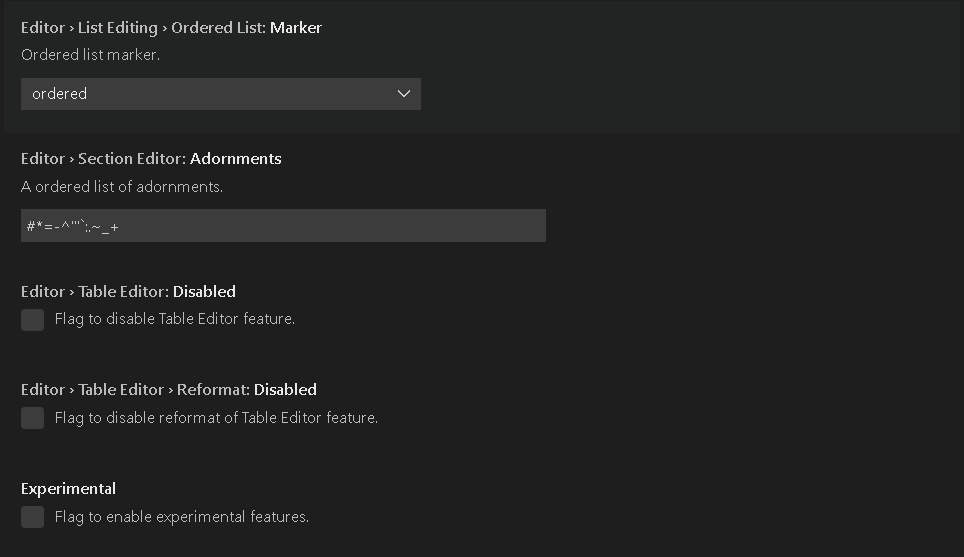 Editor › List Editing › Ordered List: Marker
Ordered list marker.
ordered
Editor › Section Editor: Adornments
A ordered list of adornments.
#*=-^"'`:.~_+
Editor › Table Editor: Disabled
Flag to disable Table Editor feature.
Editor › Table Editor › Reformat: Disabled
Flag to disable reformat of Table Editor feature.
Experimental
Flag to enable experimental features.